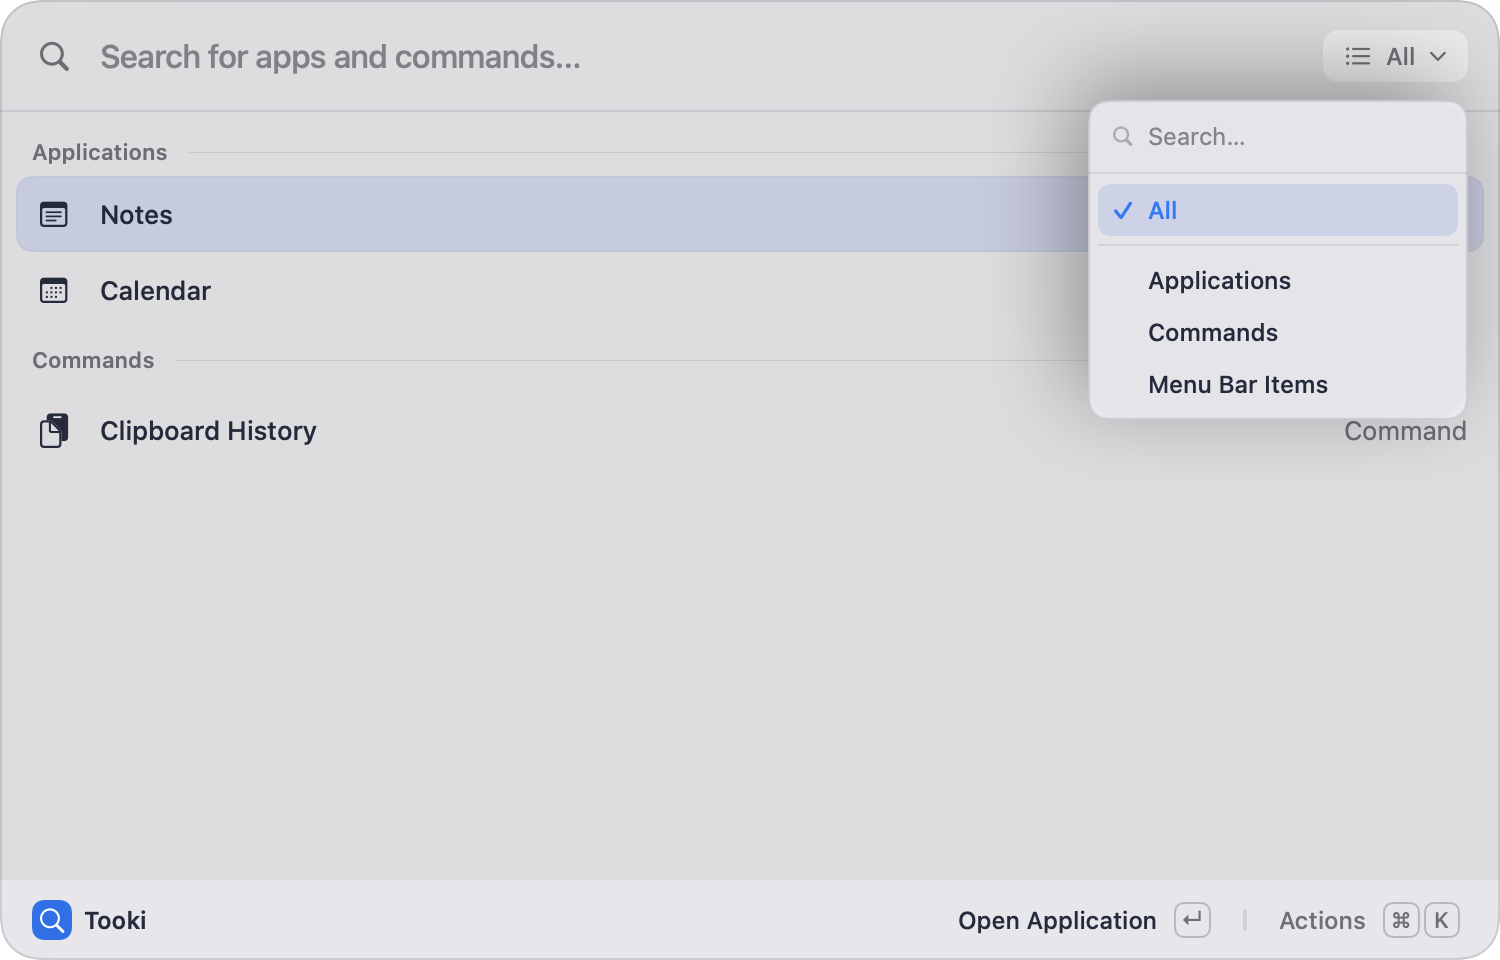 Search for apps and commands...
All
Search...
All
Applications
Commands
Menu Bar Items
Applications
Notes
Calendar
Commands
Clipboard History
Command
Tooki
Open Application
Actions ⌘ K